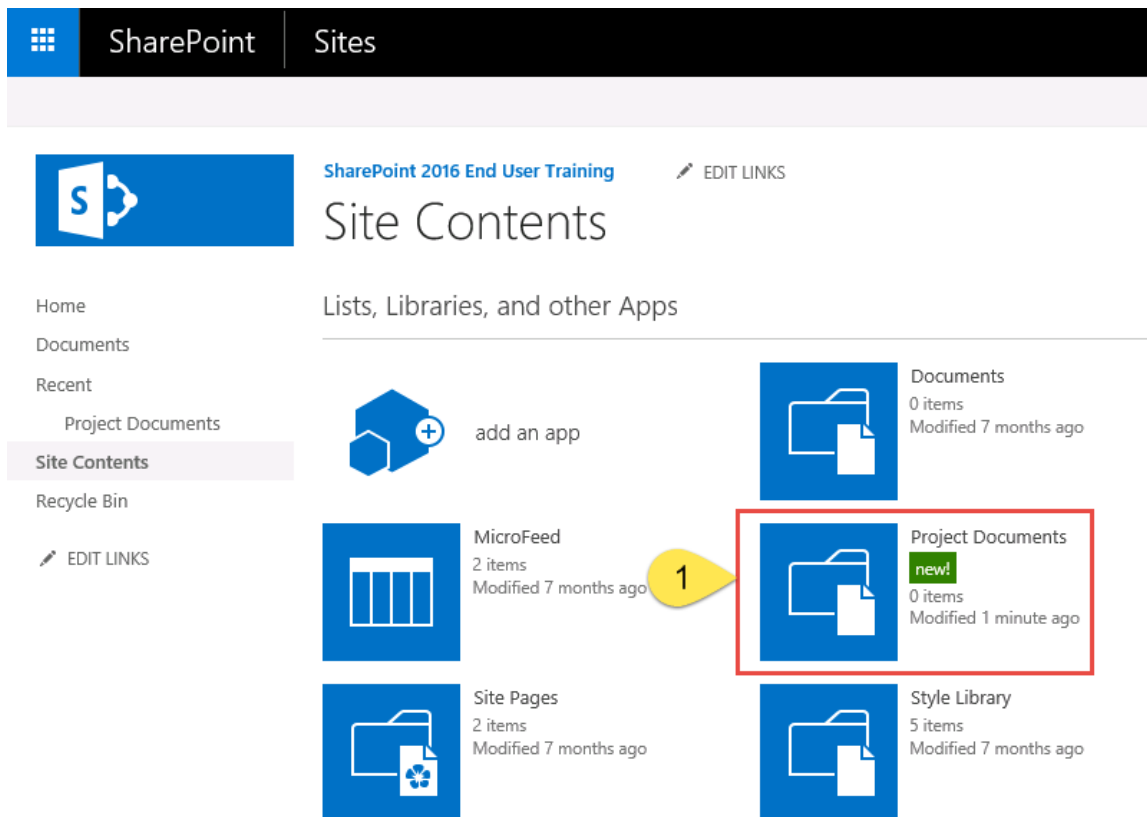 SharePoint
Sites
SharePoint 2016 End User Training
EDIT LINKS
S
Site Contents
Home
Documents
Recent
Project Documents
Site Contents
Recycle Bin
EDIT LINKS
Lists, Libraries, and other Apps
add an app
Documents
0 items
Modified 7 months ago
MicroFeed
2 items
Modified 7 months ago
1
Project Documents
new!
0 items
Modified 1 minute ago
Site Pages
2 items
Modified 7 months ago
Style Library
5 items
Modified 7 months ago